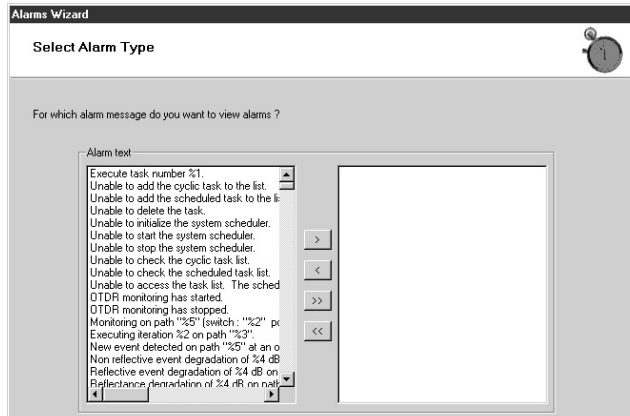 Alarms Wizard
Select Alarm Type
For which alarm message do you want to view alarms ?
Alarm text
Execute task number %1.
Unable to add the cyclic task to the list.
Unable to add the scheduled task to the li
Unable to delete the task.
Unable to initialize the system scheduler.
Unable to start the system scheduler.
Unable to stop the system scheduler.
Unable to check the cyclic task list.
Unable to check the scheduled task list.
Unable to access the task list. The sched
OTDR monitoring has started.
OTDR monitoring has stopped.
Monitoring on path "%5" (switch : "%2" po
Executing iteration %2 on path "%3".
New event detected on path "%5" at an o
Non reflective event degradation of %4 dB
Reflective event degradation of %4 dB on
Reflectance degradation of %4 dB on path
>
<
>>
<<